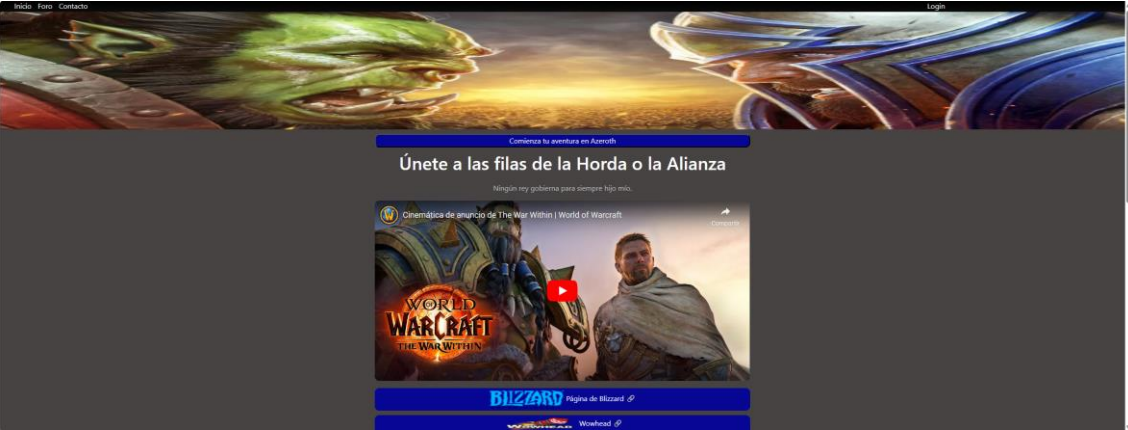 Inicio Foro Contacto Login
Comienza tu aventura en Azeroth
Únete a las filas de la Horda o la Alianza
Ningún rey gobierna para siempre hijo mío.
Cinemática de anuncio de The War Within | World of Warcraft
Compartir
WORLD
OF
WARCRAFT
THE WAR WITHIN
BLIZZARD Página de Blizzard
WOWHEAD Wowhead